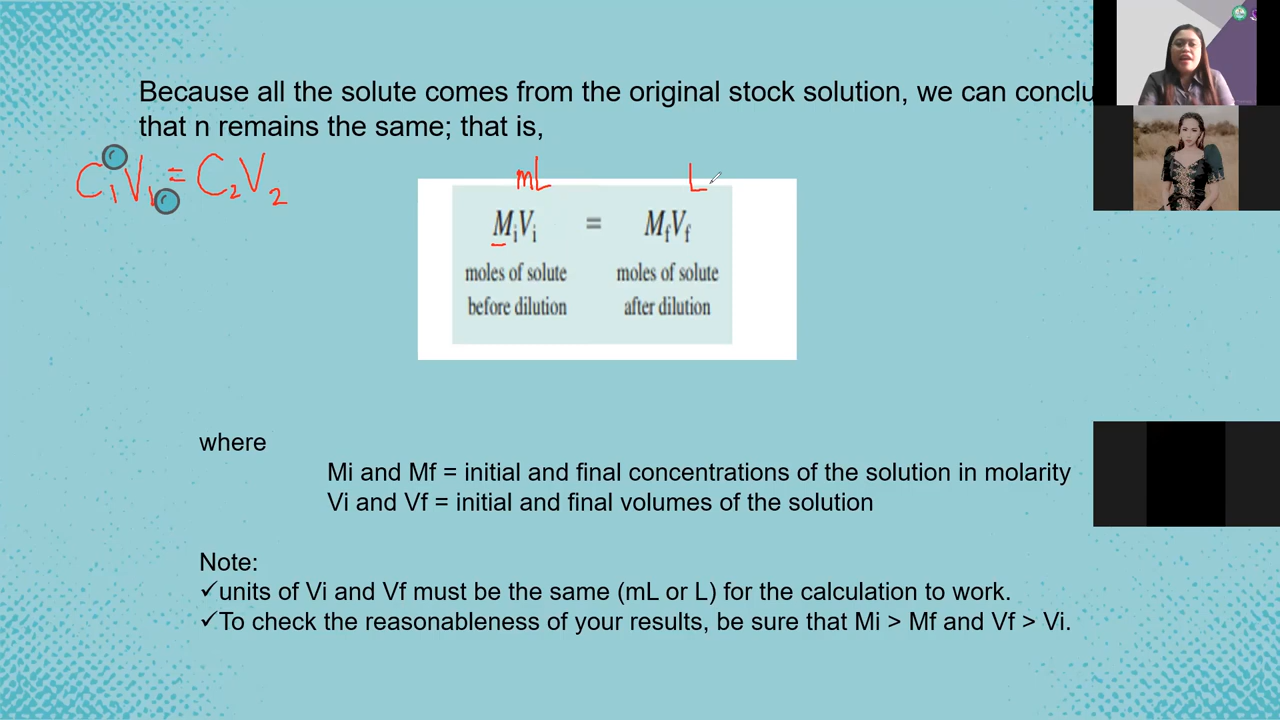 Because all the solute comes from the original stock solution, we can conclu
that n remains the same; that is,
C₁V₁ = C₂V₂
mL L
MᵢVᵢ = M_fV_f
moles of solute moles of solute
before dilution after dilution
where
Mi and Mf = initial and final concentrations of the solution in molarity
Vi and Vf = initial and final volumes of the solution
Note:
✓units of Vi and Vf must be the same (mL or L) for the calculation to work.
✓To check the reasonableness of your results, be sure that Mi > Mf and Vf > Vi.